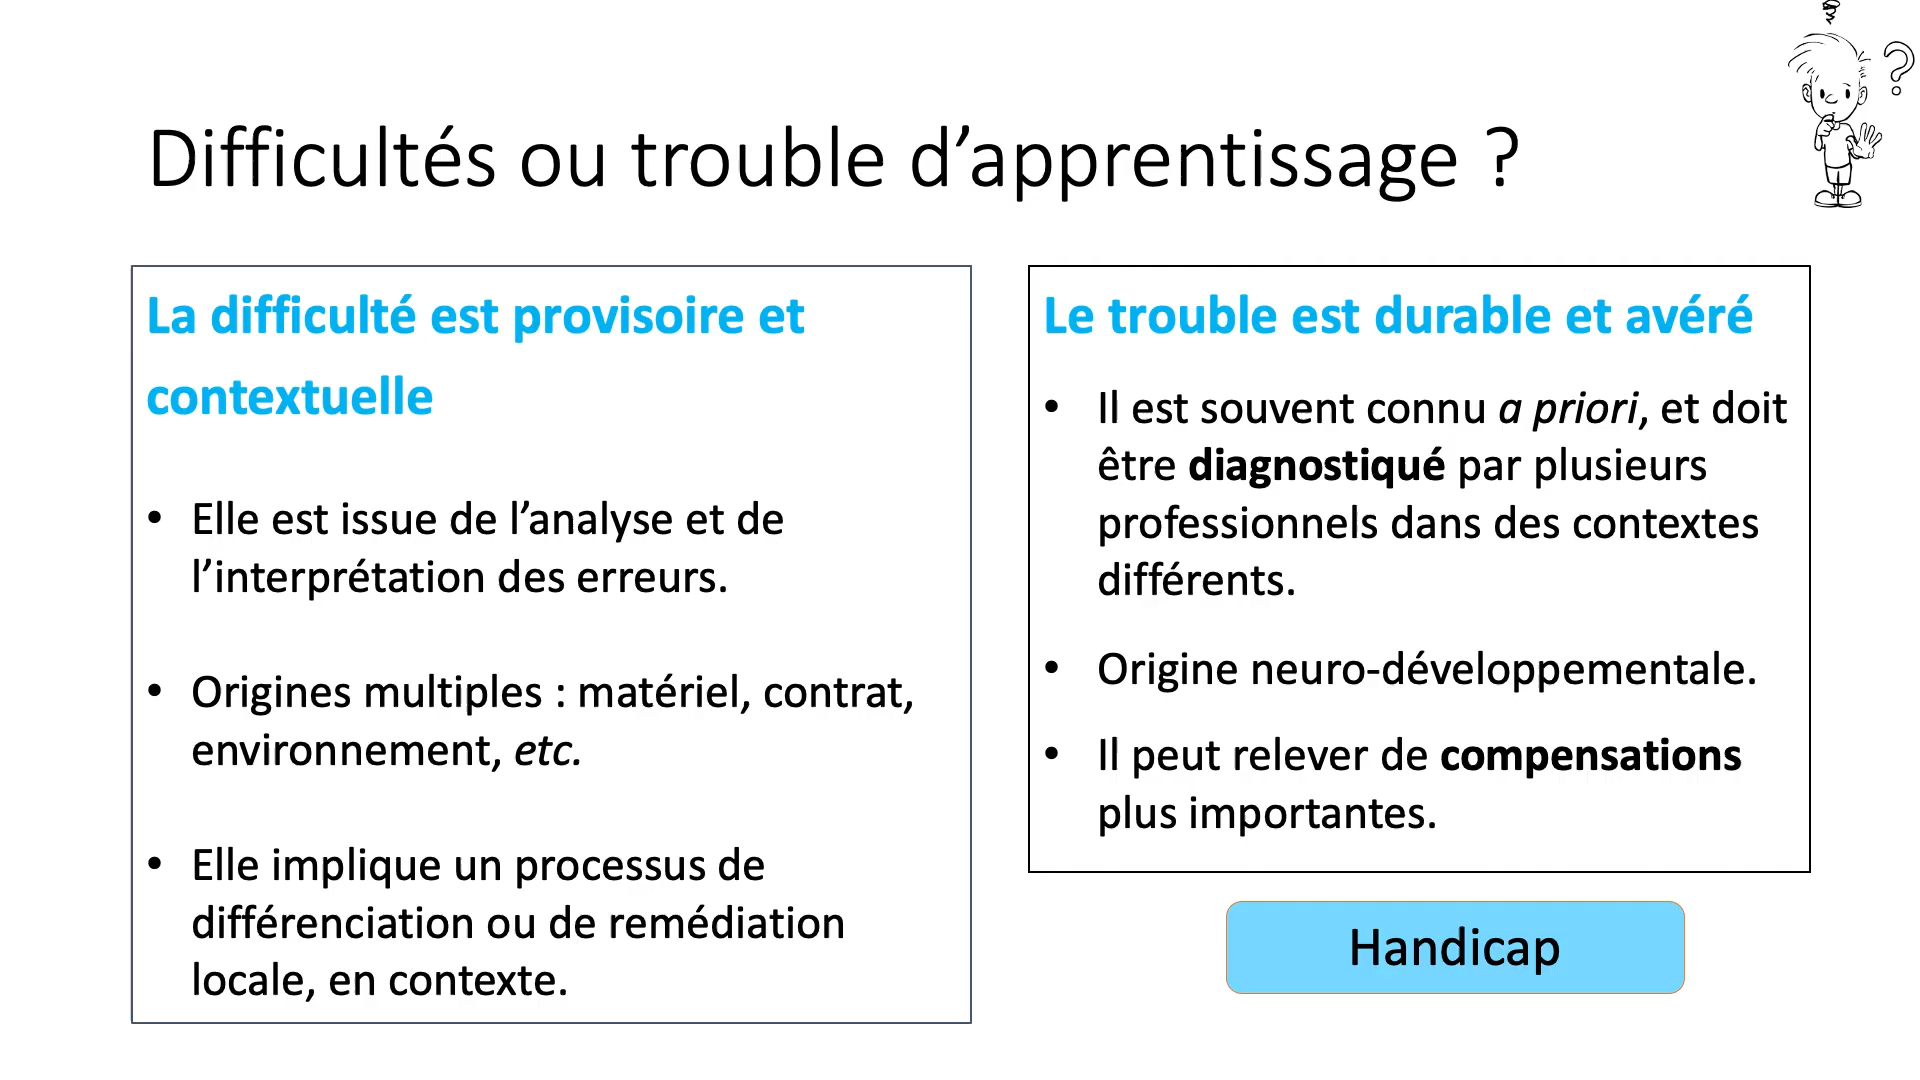 Difficultés ou trouble d’apprentissage ?
La difficulté est provisoire et
contextuelle
• Elle est issue de l’analyse et de
l’interprétation des erreurs.
• Origines multiples : matériel, contrat,
environnement, etc.
• Elle implique un processus de
différenciation ou de remédiation
locale, en contexte.
Le trouble est durable et avéré
• Il est souvent connu a priori, et doit
être diagnostiqué par plusieurs
professionnels dans des contextes
différents.
• Origine neuro-développementale.
• Il peut relever de compensations
plus importantes.
Handicap